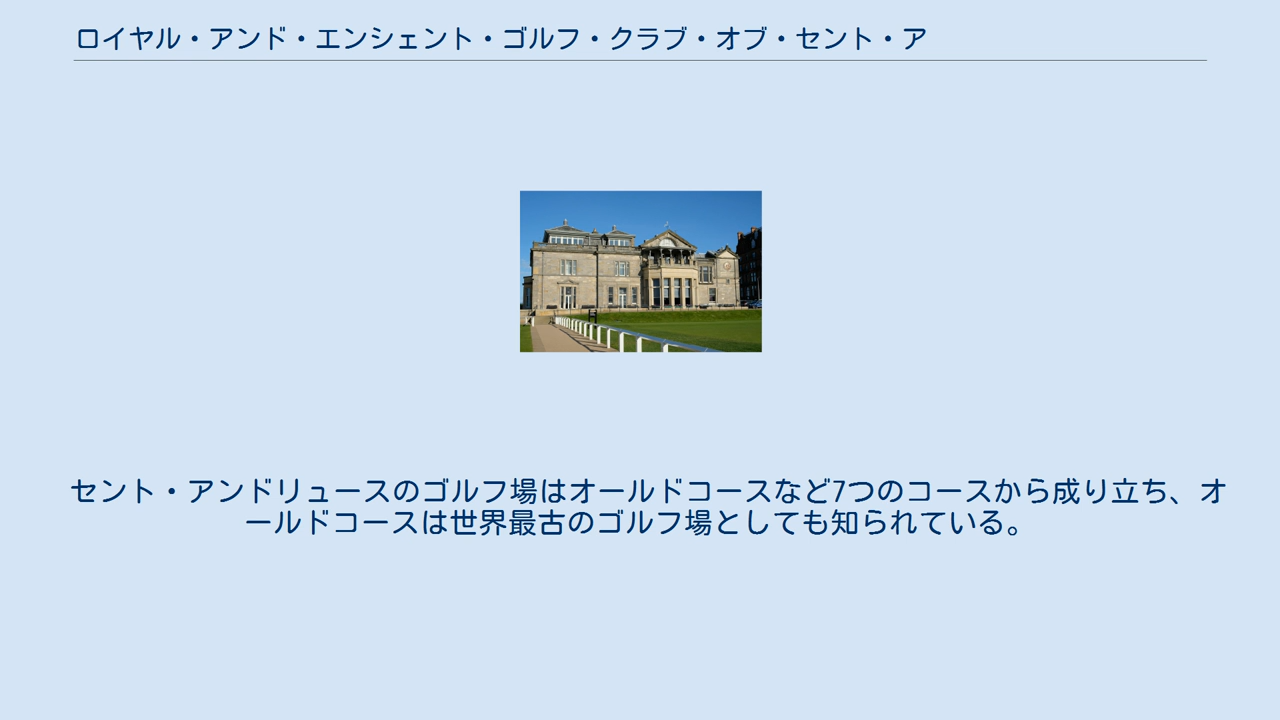 ロイヤル・アンド・エンシェント・ゴルフ・クラブ・オブ・セント・ア
セント・アンドリュースのゴルフ場はオールドコースなど7つのコースから成り立ち、オ
ールドコースは世界最古のゴルフ場としても知られている。